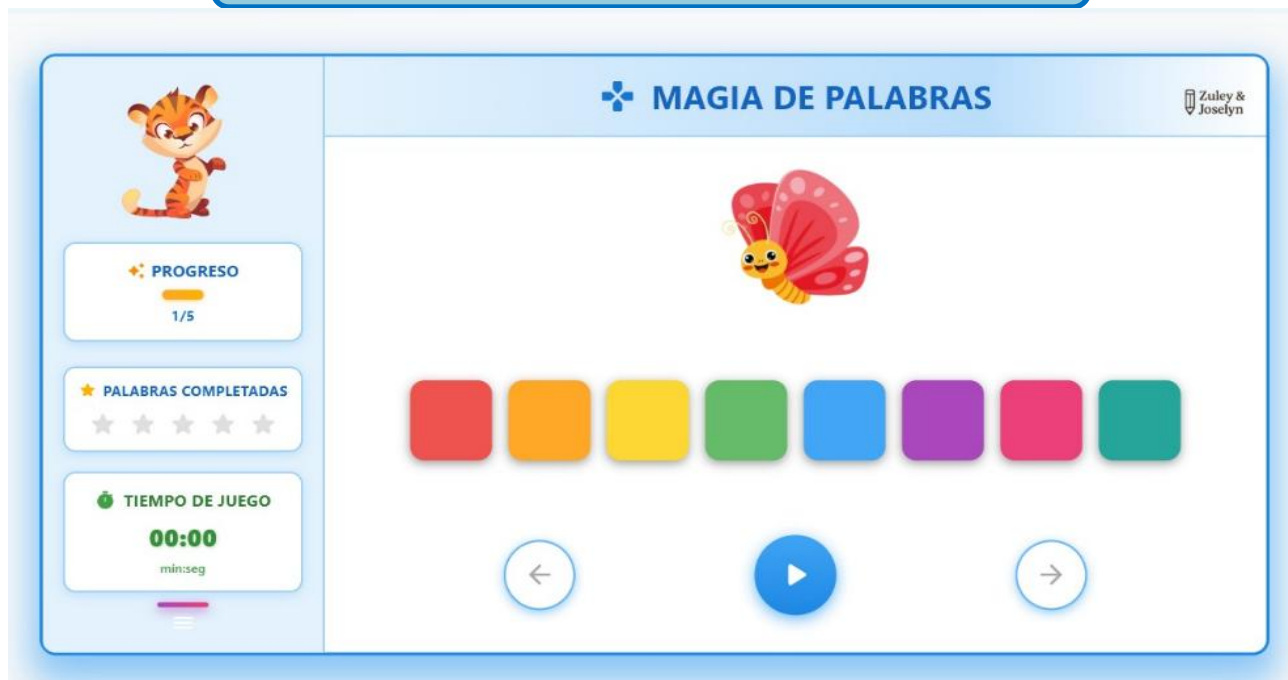 MAGIA DE PALABRAS
Zuley &
Joselyn
PROGRESO
1/5
PALABRAS COMPLETADAS
TIEMPO DE JUEGO
00:00
min:seg